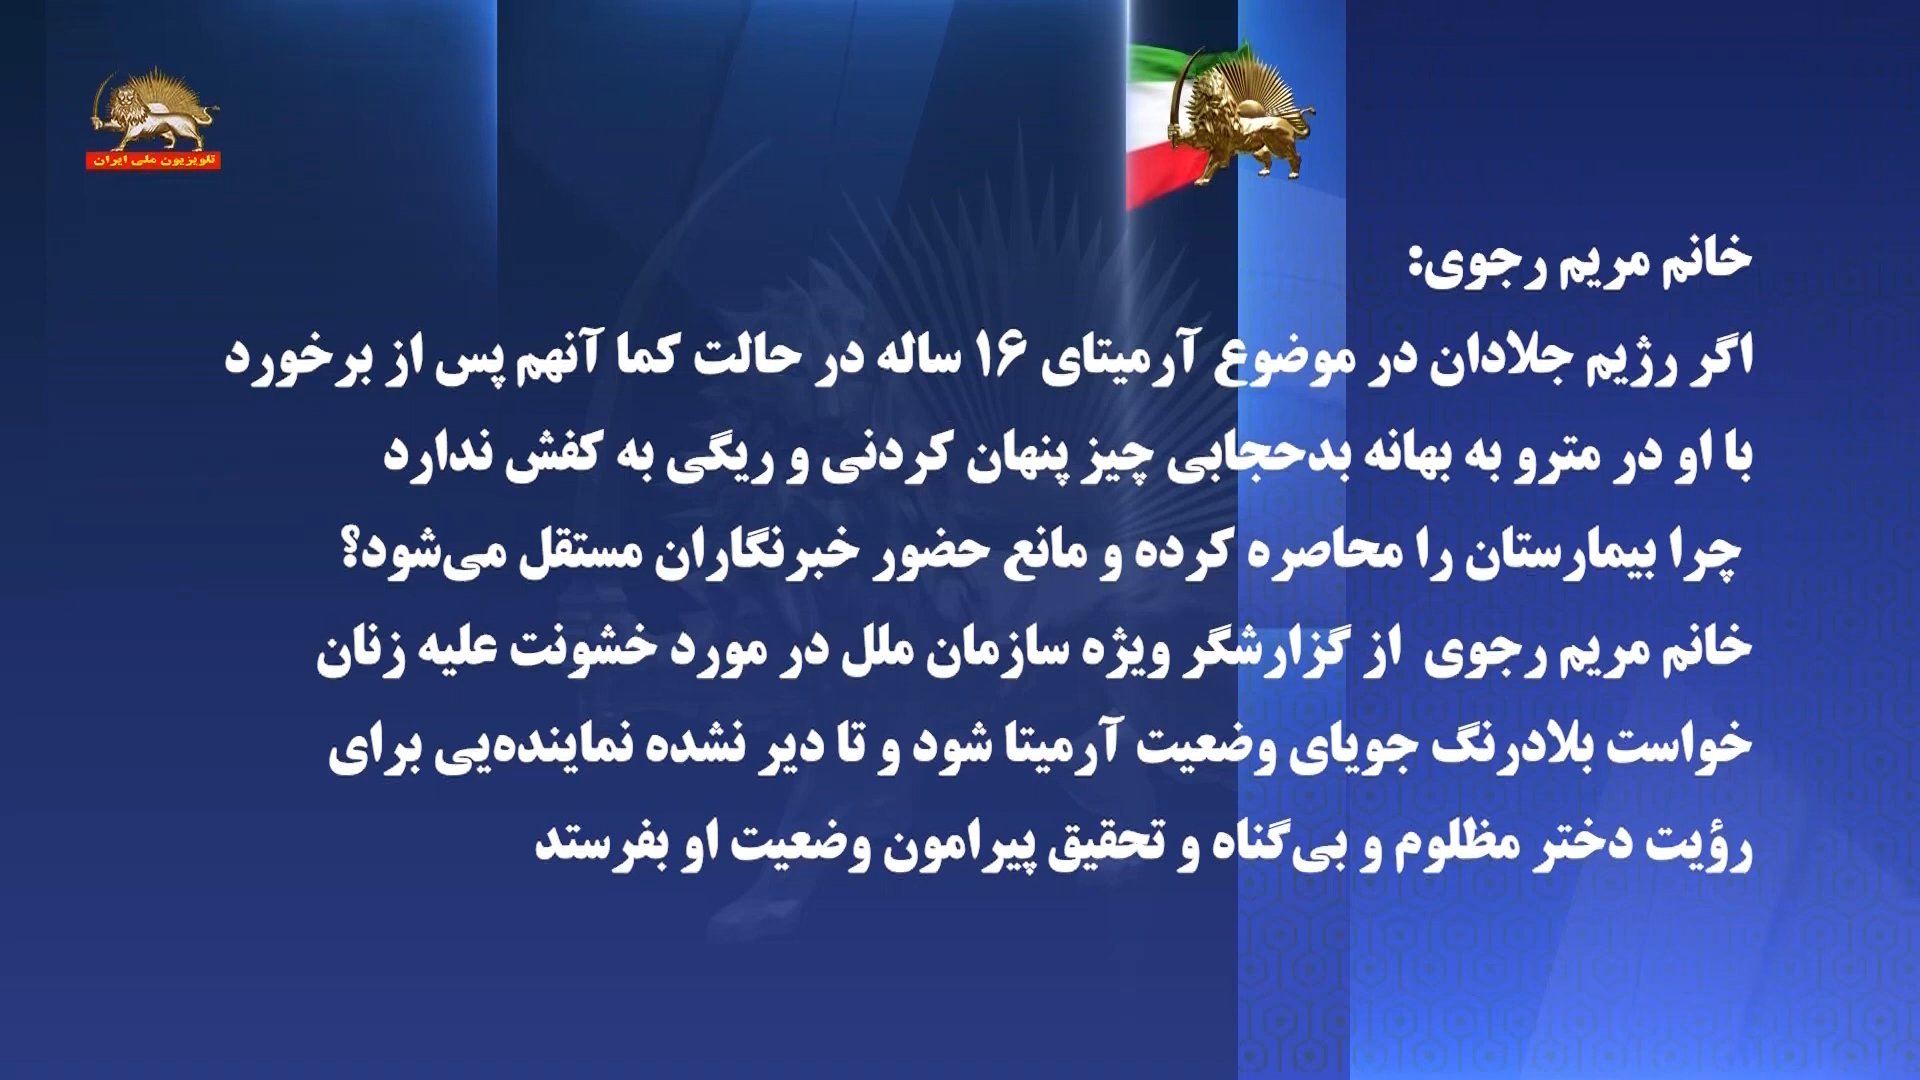 تلویزیون ملی ایران
خانم مریم رجوی:
اگر رژیم جلادان در موضوع آرمیتای ۱۶ ساله در حالت کما آنهم پس از برخورد
با او در مترو به بهانه بدحجابی چیز پنهان کردنی و ریگی به کفش ندارد
چرا بیمارستان را محاصره کرده و مانع حضور خبرنگاران مستقل می‌شود؟
خانم مریم رجوی از گزارشگر ویژه سازمان ملل در مورد خشونت علیه زنان
خواست بلادرنگ جویای وضعیت آرمیتا شود و تا دیر نشده نماینده‌یی برای
رؤیت دختر مظلوم و بی‌گناه و تحقیق پیرامون وضعیت او بفرستد